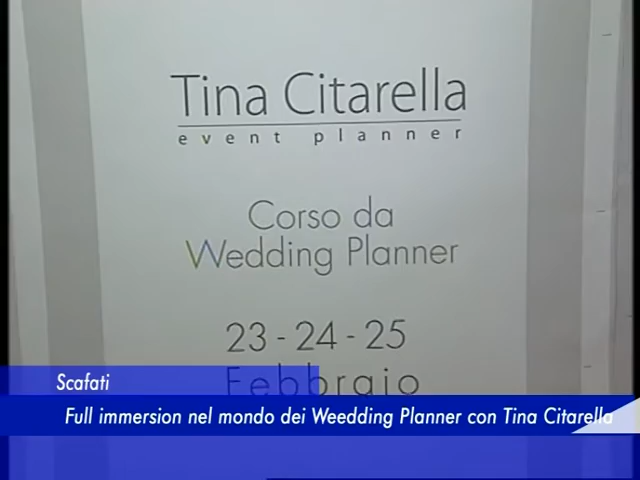 Tina Citarella
event planner
Corso da
Wedding Planner
23 - 24 - 25
Febbraio
Scafati
Full immersion nel mondo dei Weedding Planner con Tina Citarella